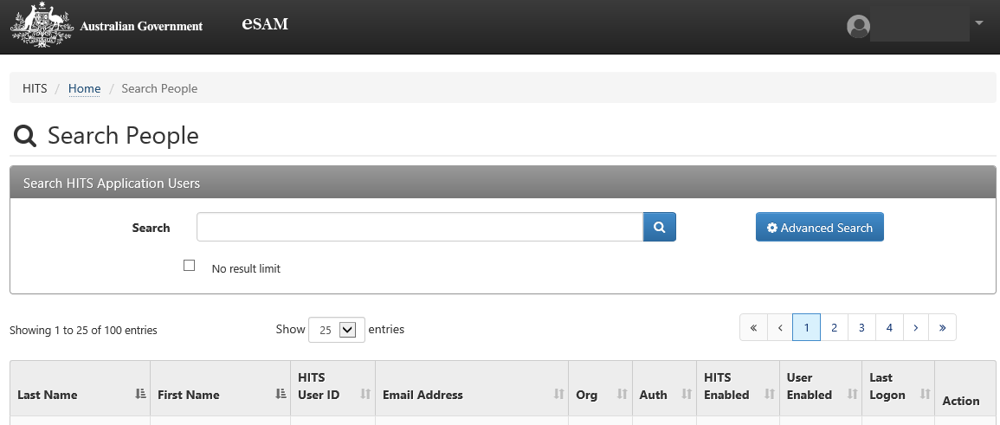 Australian Government eSAM
HITS / Home / Search People
Search People
Search HITS Application Users
Search
Advanced Search
No result limit
Showing 1 to 25 of 100 entries Show 25 entries « ‹ 1 2 3 4 › »
Last Name First Name HITS User ID Email Address Org Auth HITS Enabled User Enabled Last Logon Action